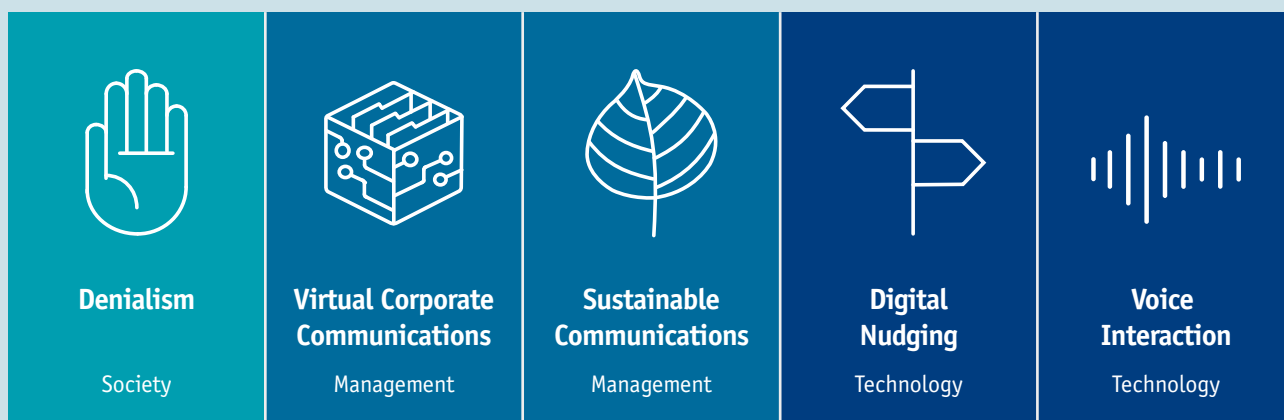 Denialism
Society
Virtual Corporate
Communications
Management
Sustainable
Communications
Management
Digital
Nudging
Technology
Voice
Interaction
Technology